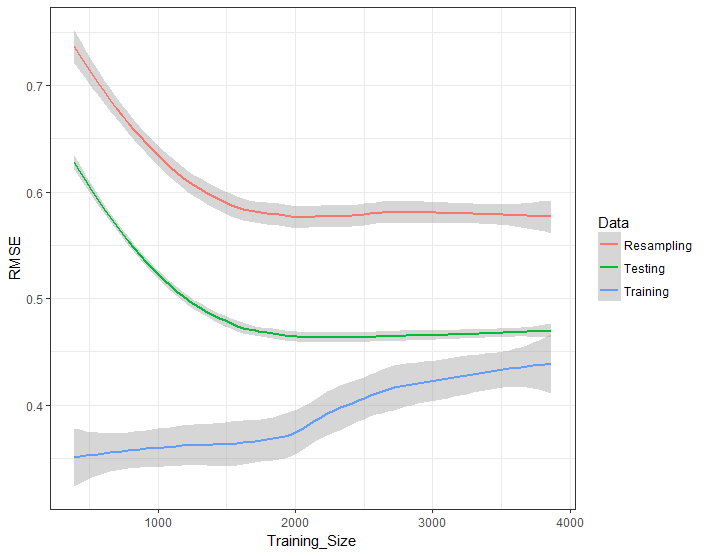 0.7
0.6
0.5
0.4
RMSE
1000
2000
3000
4000
Training_Size
Data
Resampling
Testing
Training